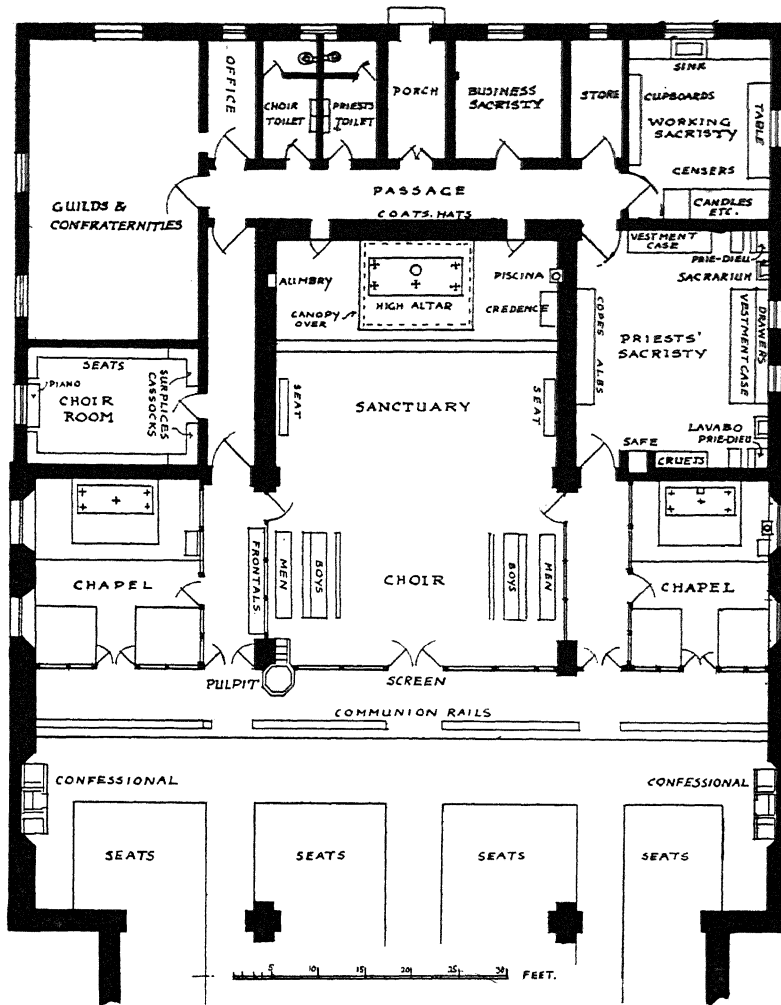 OFFICE
CHOIR
TOILET
PRIESTS
TOILET
PORCH
BUSINESS
SACRISTY
STORE
SINK
CUPBOARDS
WORKING
SACRISTY
TABLE
CENSERS
CANDLES
ETC.
GUILDS &
CONFRATERNITIES
PASSAGE
COATS. HATS
VESTMENT
CASE
PRIE-DIEU
SACRARIUM
AUMBRY
HIGH ALTAR
CANOPY
OVER
PISCINA
CREDENCE
COPES ALBS
PRIESTS'
SACRISTY
DRAWERS
VESTMENT CASE
SEATS
PIANO
CHOIR
ROOM
SURPLICES
CASSOCKS
SEAT
SANCTUARY
SEAT
LAVABO
PRIE-DIEU
SAFE
CRUETS
CHAPEL
FRONTALS
MEN
BOYS
CHOIR
BOYS
MEN
CHAPEL
PULPIT
SCREEN
COMMUNION RAILS
CONFESSIONAL
CONFESSIONAL
SEATS
SEATS
SEATS
SEATS
5 10 15 20 25 30 FEET.